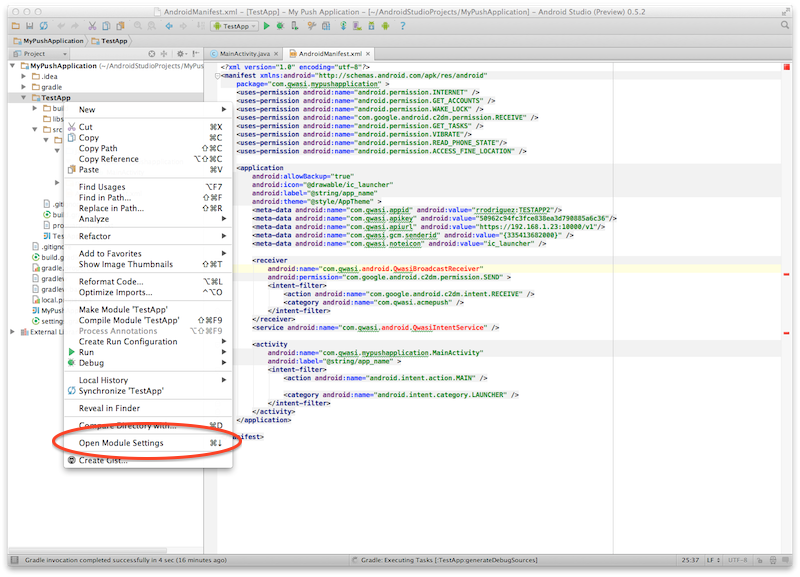 AndroidManifest.xml - [TestApp] - My Push Application - [~/AndroidStudioProjects/MyPushApplication] - Android Studio (Preview) 0.5.2
TestApp
MyPushApplication TestApp
Project
MainActivity.java AndroidManifest.xml
MyPushApplication (~/AndroidStudioProjects/MyPushA
.idea
gradle
TestApp
bui
libs
src
.gi
bui
pro
Tes
.gitigno
build.g
gradle.
gradlev
gradlev
local.p
MyPus
setting
External Li
New
Cut ⌘X
Copy ⌘C
Copy Path ⇧⌘C
Copy Reference ⌥⇧⌘C
Paste ⌘V
Find Usages ⌥F7
Find in Path... ⇧⌘F
Replace in Path... ⇧⌘R
Analyze
Refactor
Add to Favorites
Show Image Thumbnails ⇧⌘T
Reformat Code... ⌥⌘L
Optimize Imports... ^⌥O
Make Module 'TestApp'
Compile Module 'TestApp' ⇧⌘F9
Process Annotations ⌥⇧⌘F9
Create Run Configuration
Run
Debug
Local History
Synchronize 'TestApp'
Reveal in Finder
Compare Directory with... ⌘D
Open Module Settings ⌘↓
Create Gist...
<?xml version="1.0" encoding="utf-8"?>
<manifest xmlns:android="http://schemas.android.com/apk/res/android"
package="com.qwasi.mypushapplication" >
<uses-permission android:name="android.permission.INTERNET" />
<uses-permission android:name="android.permission.GET_ACCOUNTS" />
<uses-permission android:name="android.permission.WAKE_LOCK" />
<uses-permission android:name="com.google.android.c2dm.permission.RECEIVE" />
<uses-permission android:name="android.permission.GET_TASKS" />
<uses-permission android:name="android.permission.VIBRATE"/>
<uses-permission android:name="android.permission.READ_PHONE_STATE"/>
<uses-permission android:name="android.permission.ACCESS_FINE_LOCATION" />
<application
android:allowBackup="true"
android:icon="@drawable/ic_launcher"
android:label="@string/app_name"
android:theme="@style/AppTheme" >
<meta-data android:name="com.qwasi.appid" android:value="rrodriguez:TESTAPP2"/>
<meta-data android:name="com.qwasi.apikey" android:value="50962c94fc3fce838ea3d790885a6c36"/>
<meta-data android:name="com.qwasi.apiurl" android:value="https://192.168.1.23:10000/v1"/>
<meta-data android:name="com.qwasi.gcm.senderid" android:value="{335413682000}" />
<meta-data android:name="com.qwasi.noteicon" android:value="ic_launcher" />
<receiver
android:name="com.qwasi.android.QwasiBroadcastReceiver"
android:permission="com.google.android.c2dm.permission.SEND" >
<intent-filter>
<action android:name="com.google.android.c2dm.intent.RECEIVE" />
<category android:name="com.qwasi.acmepush" />
</intent-filter>
</receiver>
<service android:name="com.qwasi.android.QwasiIntentService" />
<activity
android:name="com.qwasi.mypushapplication.MainActivity"
android:label="@string/app_name" >
<intent-filter>
<action android:name="android.intent.action.MAIN" />
<category android:name="android.intent.category.LAUNCHER" />
</intent-filter>
</activity>
</application>
anifest>
Gradle invocation completed successfully in 4 sec (16 minutes ago) Gradle: Executing Tasks [:TestApp:generateDebugSources] 25:37 LF UTF-8